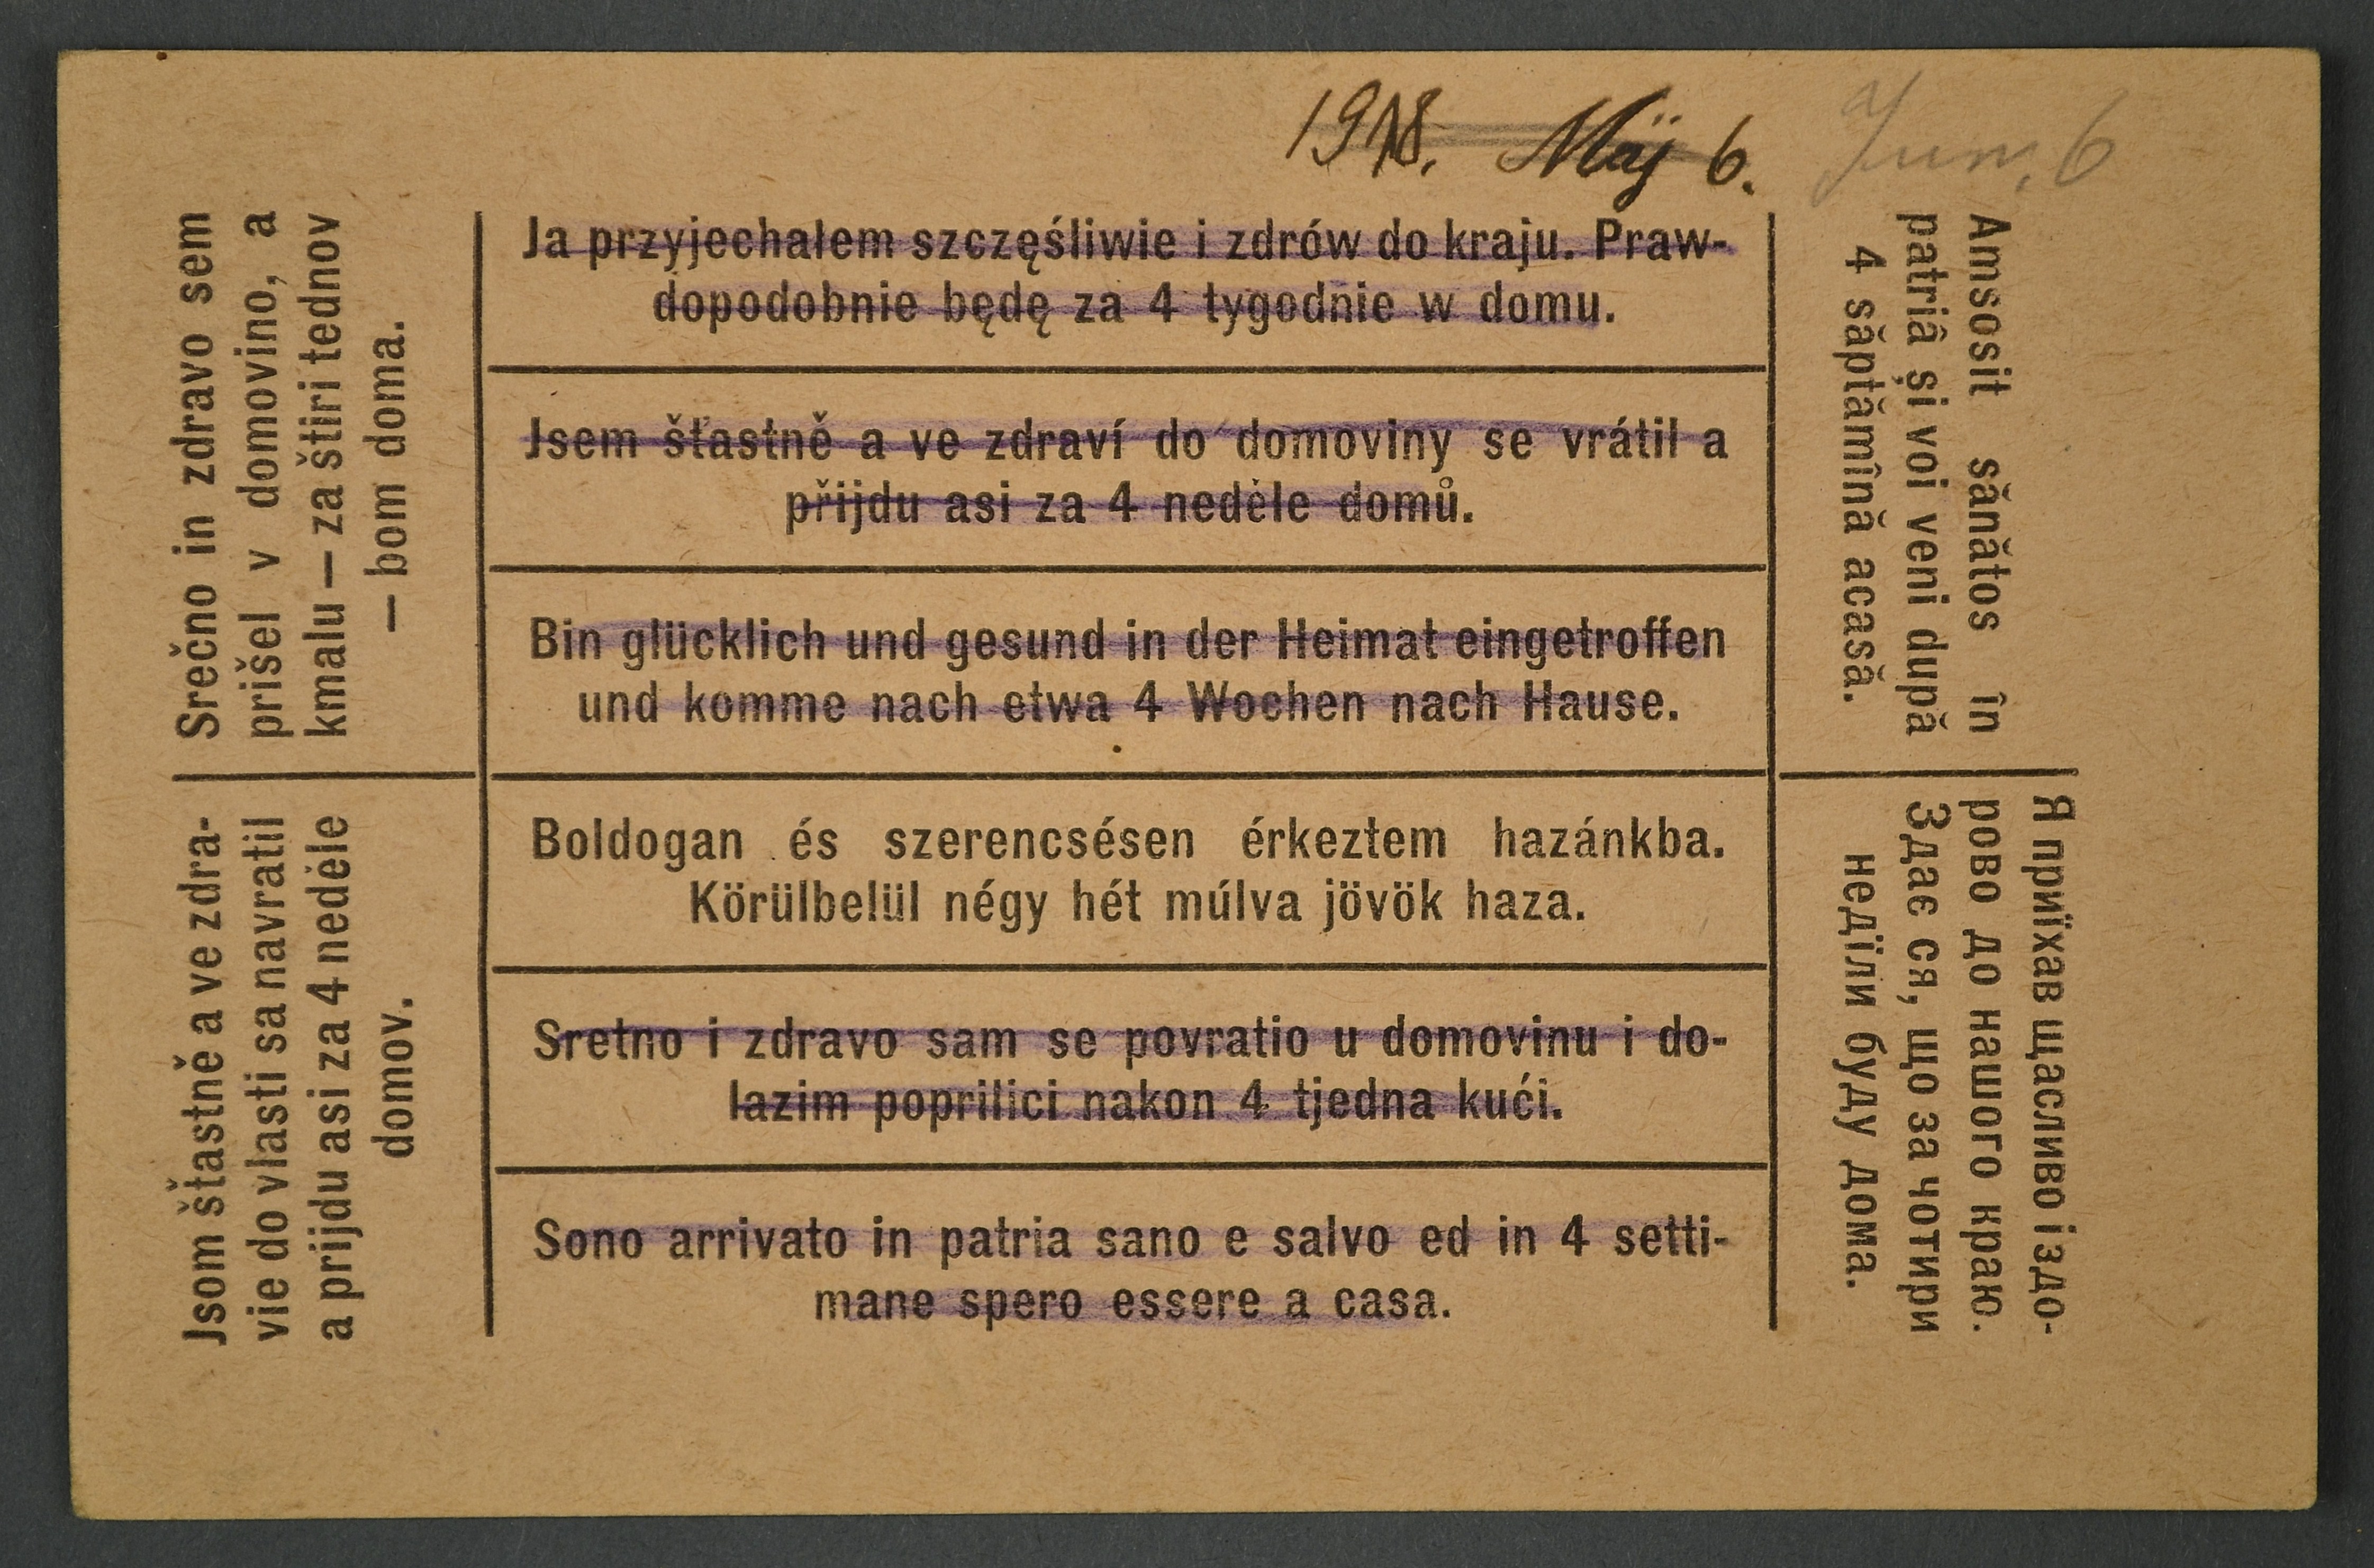 1918. Máj 6. Jun. 6
Ja przyjechałem szczęśliwie i zdrów do kraju. Praw-
dopodobnie będę za 4 tygodnie w domu.
Jsem šťastně a ve zdraví do domoviny se vrátil a
přijdu asi za 4 neděle domů.
Bin glücklich und gesund in der Heimat eingetroffen
und komme nach etwa 4 Wochen nach Hause.
Boldogan és szerencsésen érkeztem hazánkba.
Körülbelül négy hét múlva jövök haza.
Sretno i zdravo sam se povratio u domovinu i do-
lazim poprilici nakon 4 tjedna kući.
Sono arrivato in patria sano e salvo ed in 4 setti-
mane spero essere a casa.
Srečno in zdravo sem
prišel v domovino, a
kmalu — za štiri tednov
— bom doma.
Jsom šťastně a ve zdra-
vie do vlasti sa navratil
a prijdu asi za 4 neděle
domov.
Amsosit sănătos în
patriă și voi veni după
4 săptămînă acasă.
Я приїхав щасливо і здо-
рово до нашого краю.
Здає ся, що за чотири
неділи буду дома.